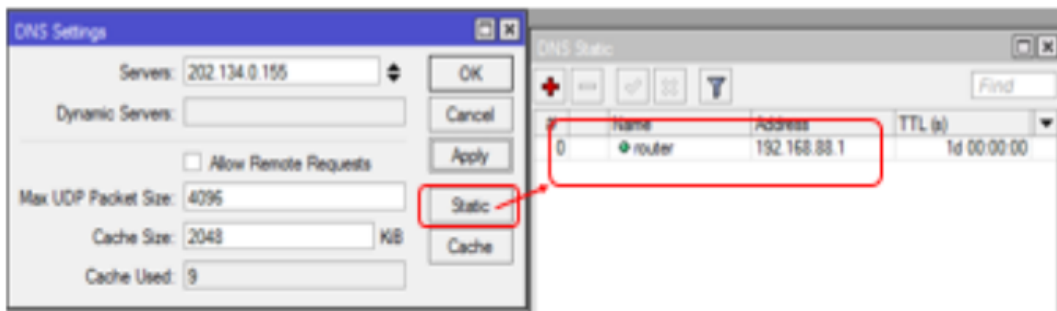 DNS Settings
Servers: 202.134.0.155
OK
Dynamic Servers:
Cancel
Allow Remote Requests
Apply
Max UDP Packet Size: 4096
Static
Cache Size: 2048 KiB
Cache
Cache Used: 9
DNS Static
Find
# Name Address TTL (s)
0 router 192.168.88.1 1d 00:00:00